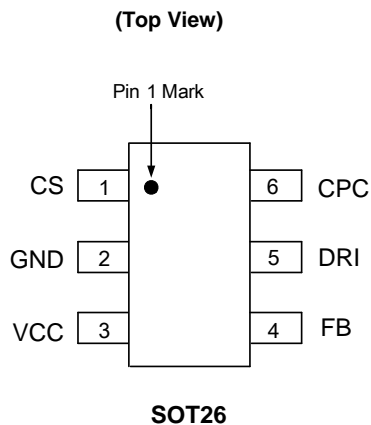 (Top View)
Pin 1 Mark
CS 1 6 CPC
GND 2 5 DRI
VCC 3 4 FB
SOT26